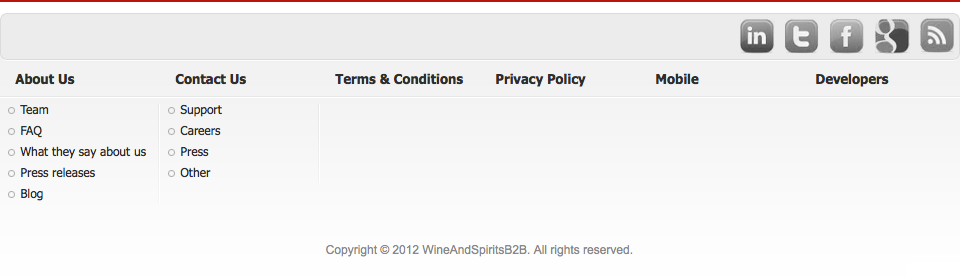 in t f g
About Us Contact Us Terms & Conditions Privacy Policy Mobile Developers
Team Support
FAQ Careers
What they say about us Press
Press releases Other
Blog
Copyright © 2012 WineAndSpiritsB2B. All rights reserved.